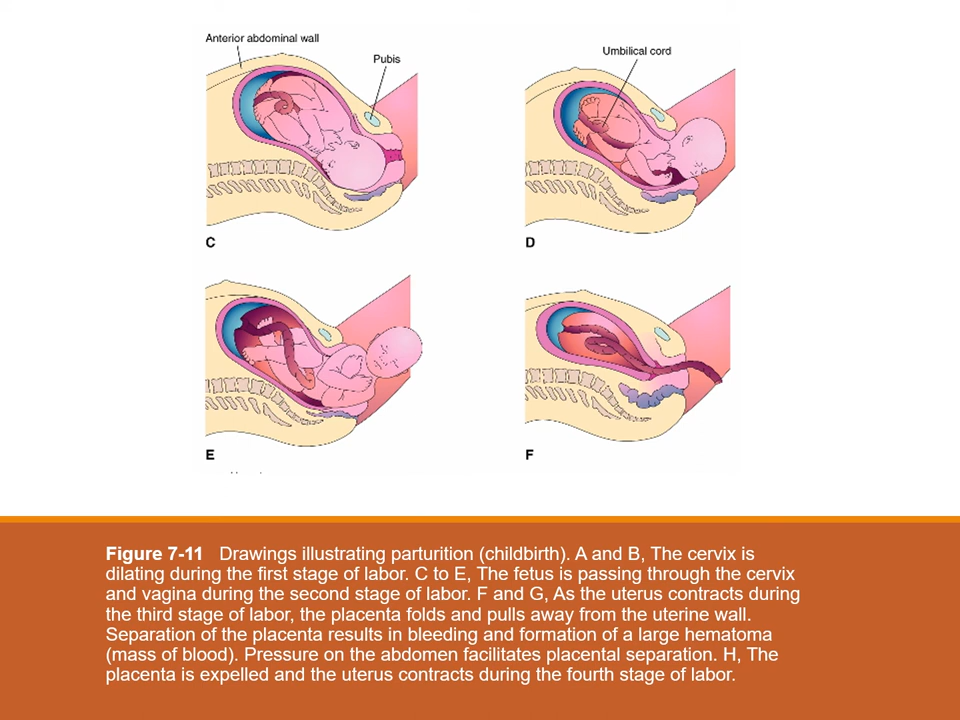 Anterior abdominal wall
Pubis
Umbilical cord
C
D
E
F
Figure 7-11 Drawings illustrating parturition (childbirth). A and B, The cervix is
dilating during the first stage of labor. C to E, The fetus is passing through the cervix
and vagina during the second stage of labor. F and G, As the uterus contracts during
the third stage of labor, the placenta folds and pulls away from the uterine wall.
Separation of the placenta results in bleeding and formation of a large hematoma
(mass of blood). Pressure on the abdomen facilitates placental separation. H, The
placenta is expelled and the uterus contracts during the fourth stage of labor.